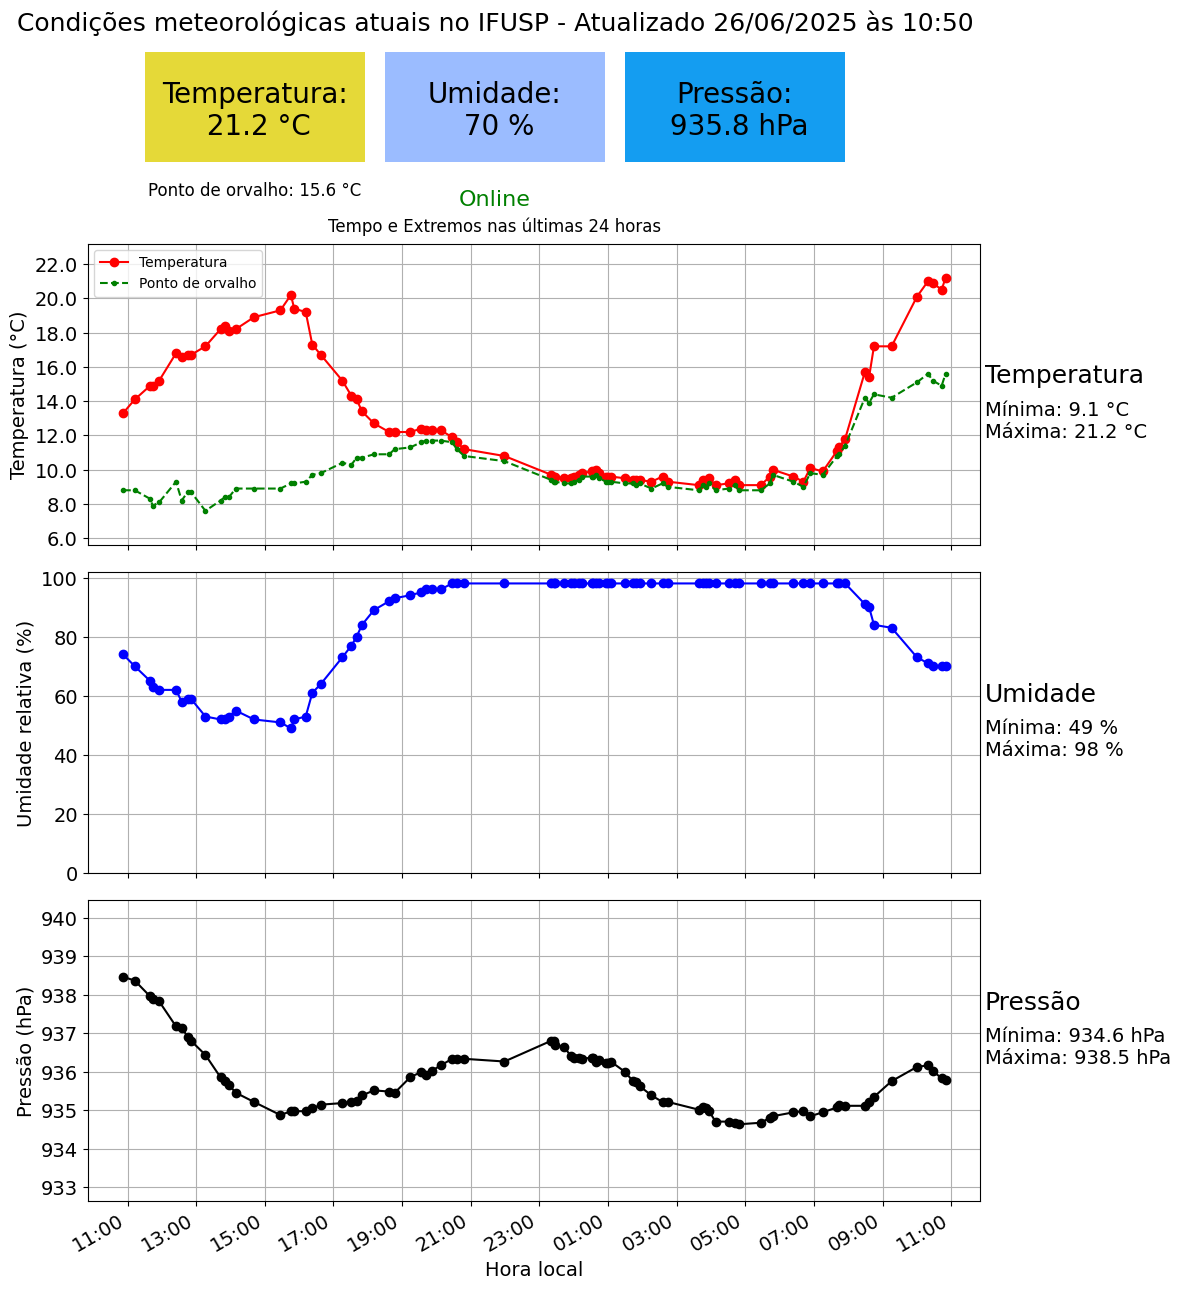 Condições meteorológicas atuais no IFUSP - Atualizado 26/06/2025 às 10:50
Temperatura:
21.2 °C
Umidade:
70 %
Pressão:
935.8 hPa
Ponto de orvalho: 15.6 °C
Online
Tempo e Extremos nas últimas 24 horas
Temperatura
Ponto de orvalho
Temperatura (°C)
22.0
20.0
18.0
16.0
14.0
12.0
10.0
8.0
6.0
Temperatura
Mínima: 9.1 °C
Máxima: 21.2 °C
Umidade relativa (%)
100
80
60
40
20
0
Umidade
Mínima: 49 %
Máxima: 98 %
Pressão (hPa)
940
939
938
937
936
935
934
933
Pressão
Mínima: 934.6 hPa
Máxima: 938.5 hPa
11:00
13:00
15:00
17:00
19:00
21:00
23:00
01:00
03:00
05:00
07:00
09:00
11:00
Hora local